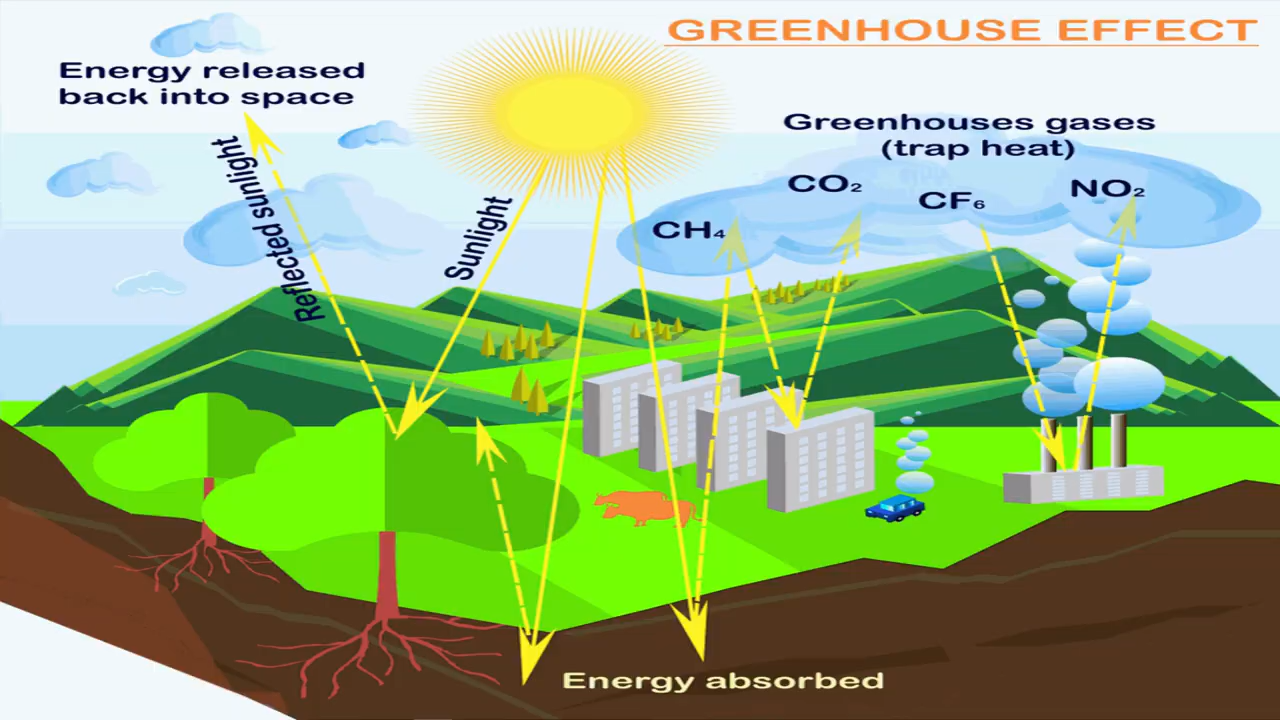 GREENHOUSE EFFECT
Energy released
back into space
Greenhouses gases
(trap heat)
Reflected sunlight
Sunlight
CH₄
CO₂
CF₆
NO₂
Energy absorbed